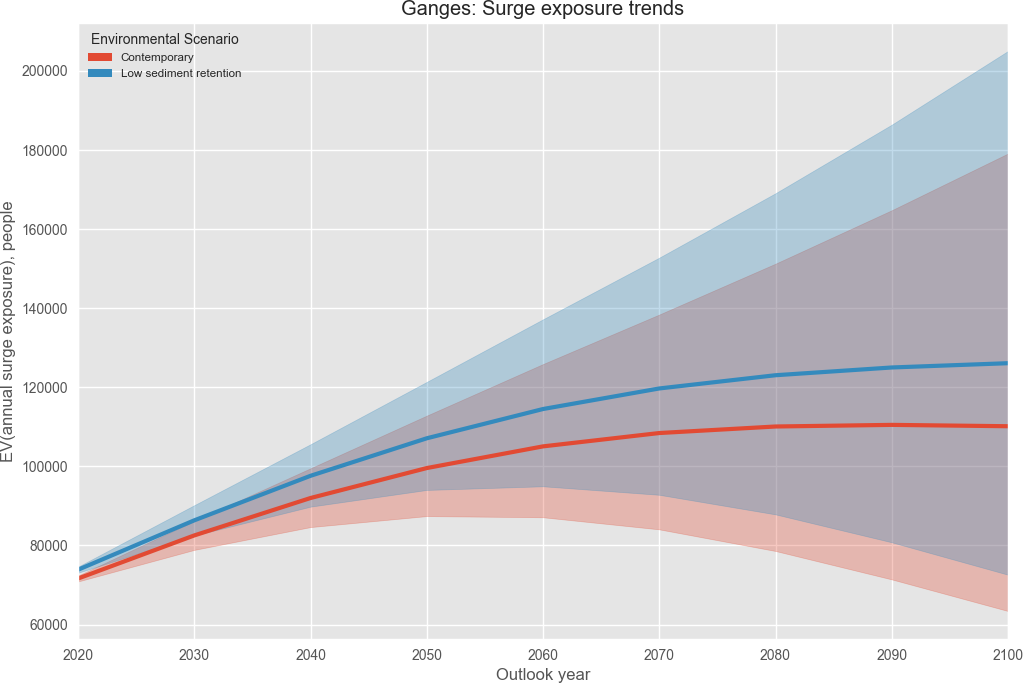 Ganges: Surge exposure trends
Environmental Scenario
Contemporary
Low sediment retention
200000
180000
160000
140000
120000
100000
80000
60000
EV(annual surge exposure), people
2020 2030 2040 2050 2060 2070 2080 2090 2100
Outlook year